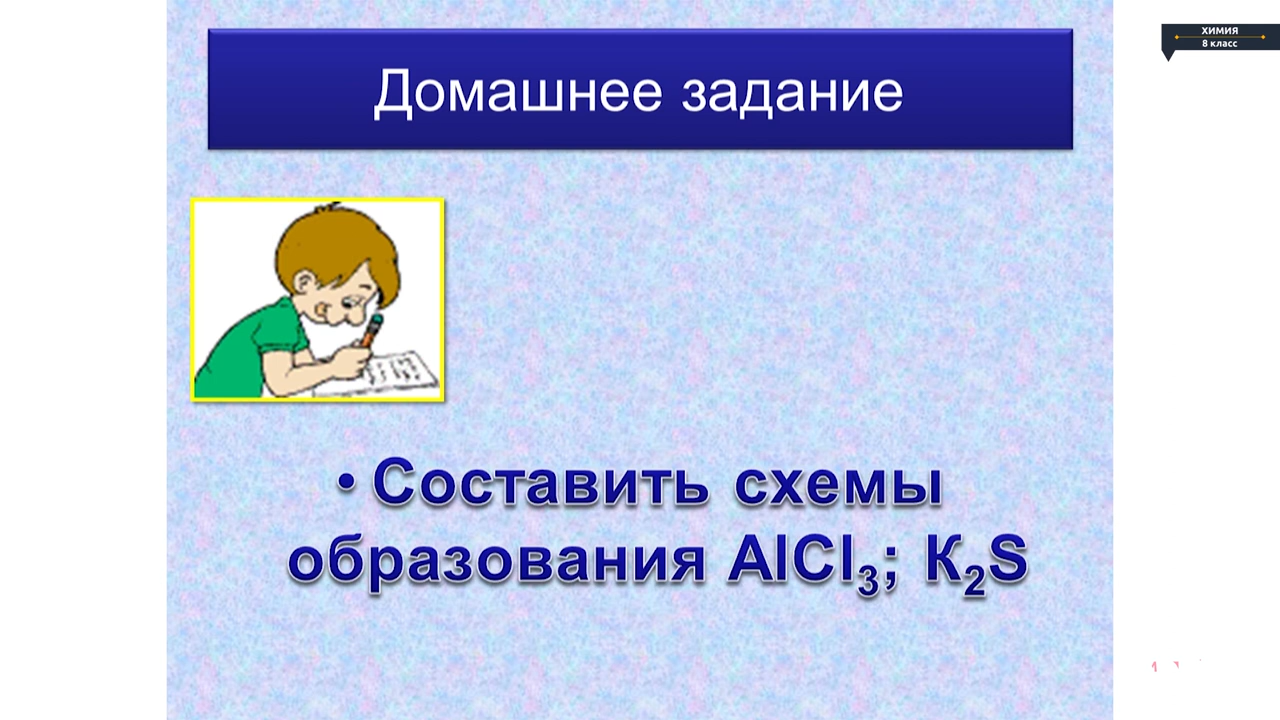 ХИМИЯ
8 класс
Домашнее задание
• Составить схемы
образования AlCl₃; K₂S